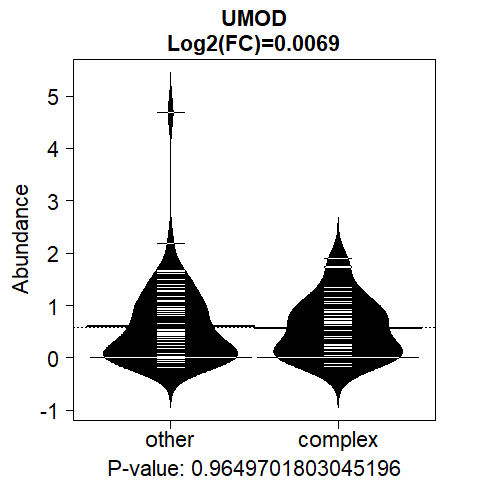 UMOD
Log2(FC)=0.0069
Abundance
5
4
3
2
1
0
-1
other complex
P-value: 0.9649701803045196